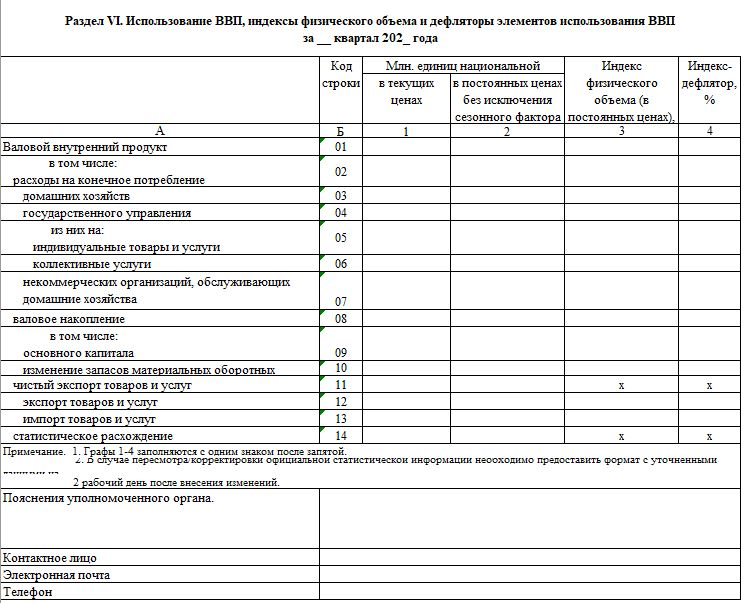 Раздел VI. Использование ВВП, индексы физического объема и дефляторы элементов использования ВВП
за __ квартал 202_ года
Код строки
Млн. единиц национальной
в текущих ценах
в постоянных ценах без исключения сезонного фактора
Индекс физического объема (в постоянных ценах),
Индекс-дефлятор, %
А Б 1 2 3 4
Валовой внутренний продукт 01
в том числе:
расходы на конечное потребление 02
домашних хозяйств 03
государственного управления 04
из них на:
индивидуальные товары и услуги 05
коллективные услуги 06
некоммерческих организаций, обслуживающих
домашние хозяйства 07
валовое накопление 08
в том числе:
основного капитала 09
изменение запасов материальных оборотных 10
чистый экспорт товаров и услуг 11 х х
экспорт товаров и услуг 12
импорт товаров и услуг 13
статистическое расхождение 14 х х
Примечание. 1. Графы 1-4 заполняются с одним знаком после запятой.
2. В случае пересмотра/корректировки официальной статистической информации необходимо предоставить формат с уточненными
2 рабочий день после внесения изменений.
Пояснения уполномоченного органа.
Контактное лицо
Электронная почта
Телефон